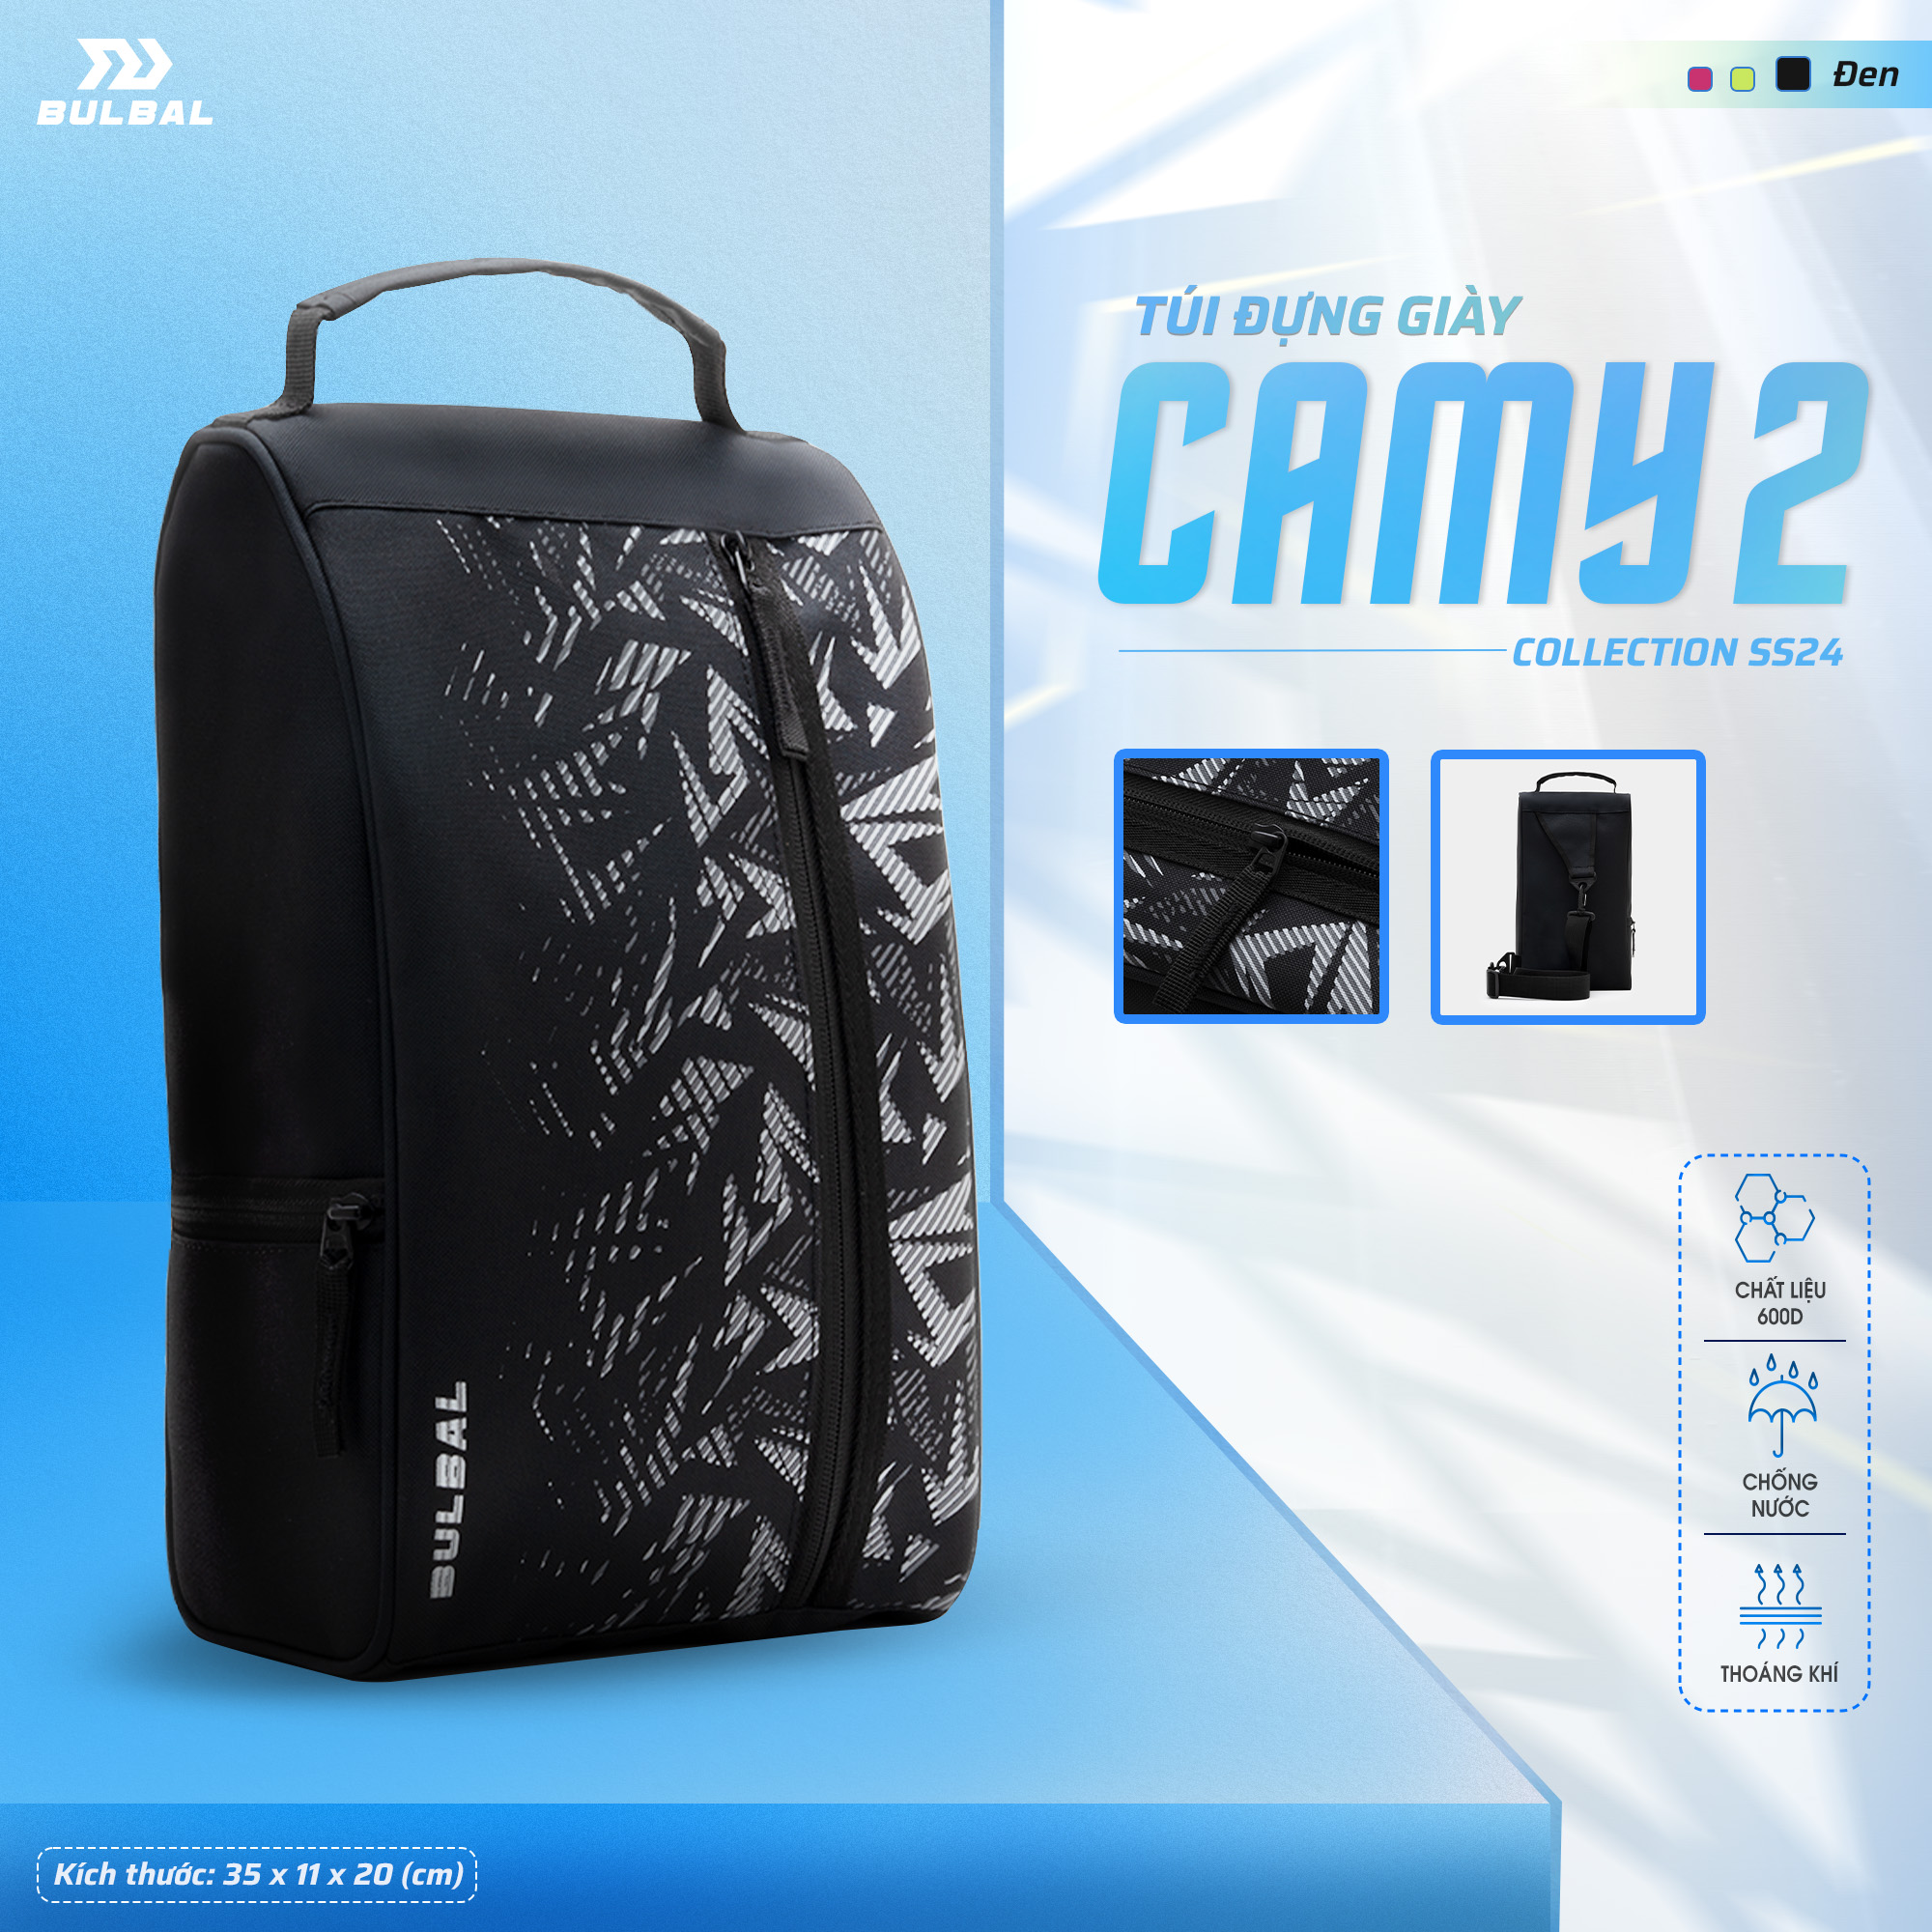 BULBAL
Đen
TÚI ĐỰNG GIÀY
CAMY 2
COLLECTION SS24
BULBAL
CHẤT LIỆU
600D
CHỐNG
NƯỚC
THOÁNG KHÍ
Kích thước: 35 x 11 x 20 (cm)